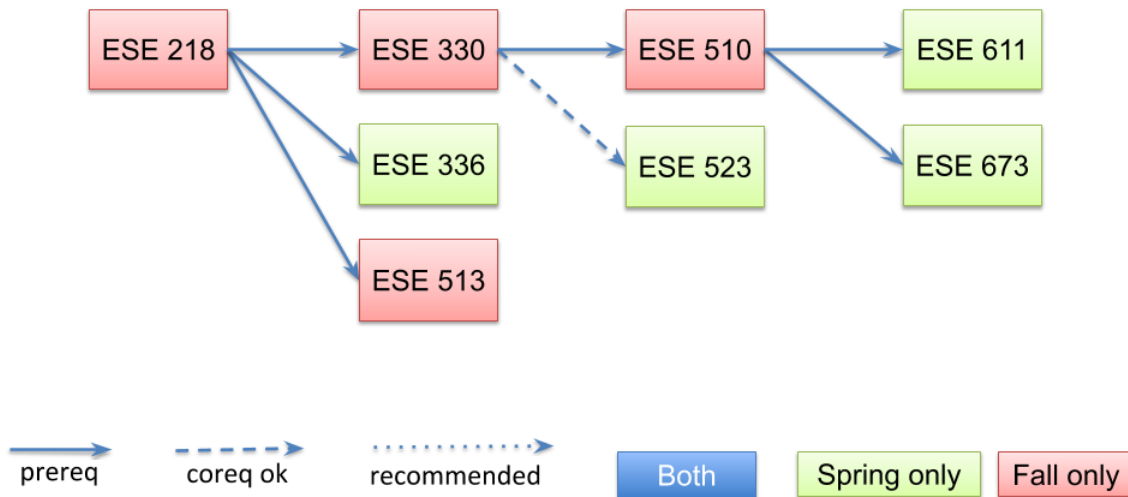 ESE 218
ESE 330
ESE 510
ESE 611
ESE 336
ESE 523
ESE 673
ESE 513
prereq
coreq ok
recommended
Both
Spring only
Fall only